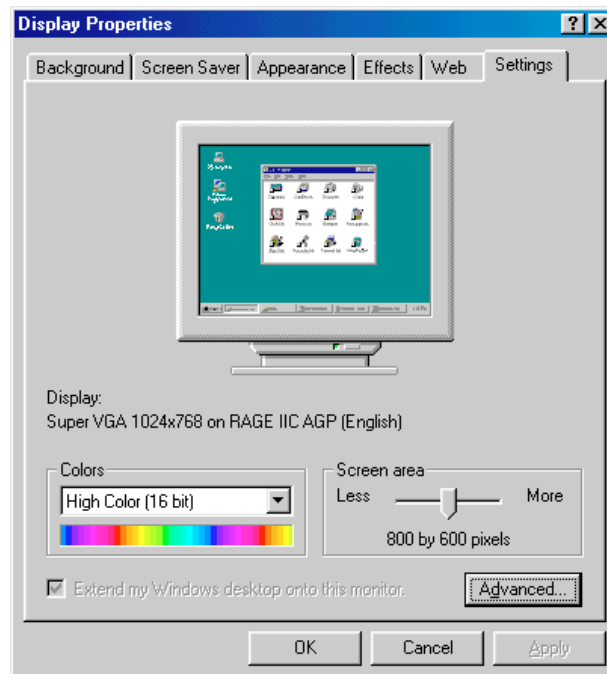 Display Properties
Background Screen Saver Appearance Effects Web Settings
Display:
Super VGA 1024x768 on RAGE IIC AGP (English)
Colors
High Color (16 bit)
Screen area
Less More
800 by 600 pixels
Extend my Windows desktop onto this monitor.
Advanced...
OK Cancel Apply